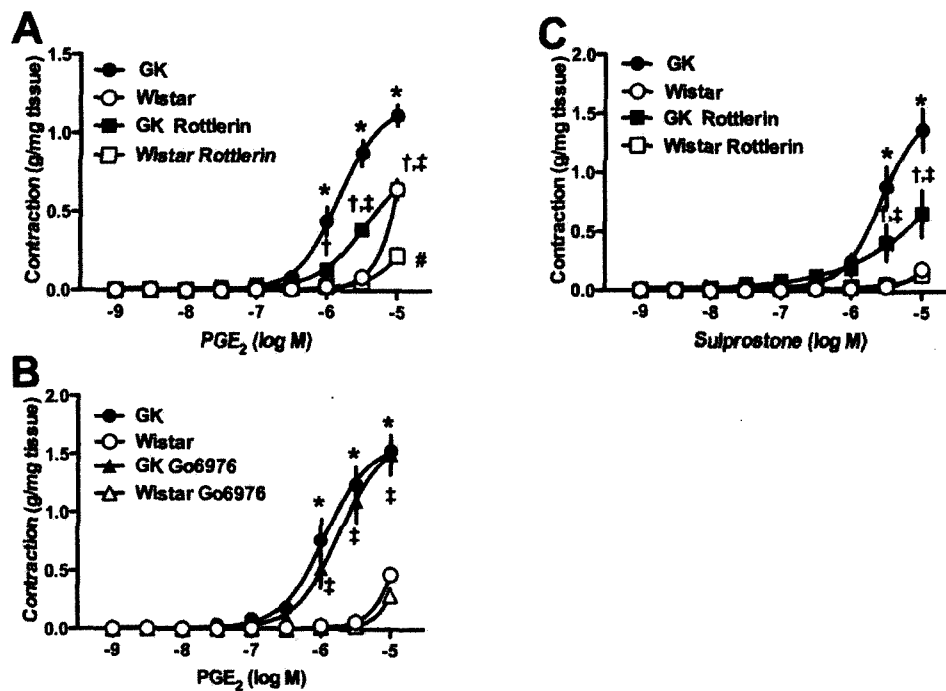 A
Contraction (g/mg tissue)
1.5
1.0
0.5
0.0
GK
Wistar
GK Rottlerin
Wistar Rottlerin
*
*
*
†
†,‡
†,‡
#
-9
-8
-7
-6
-5
PGE2 (log M)
C
Contraction (g/mg tissue)
2.0
1.5
1.0
0.5
0.0
GK
Wistar
GK Rottlerin
Wistar Rottlerin
*
*
†,‡
†,‡
-9
-8
-7
-6
-5
Sulprostone (log M)
B
Contraction (g/mg tissue)
2.0
1.5
1.0
0.5
0.0
GK
Wistar
GK Go6976
Wistar Go6976
*
*
*
‡
‡
‡
-9
-8
-7
-6
-5
PGE2 (log M)